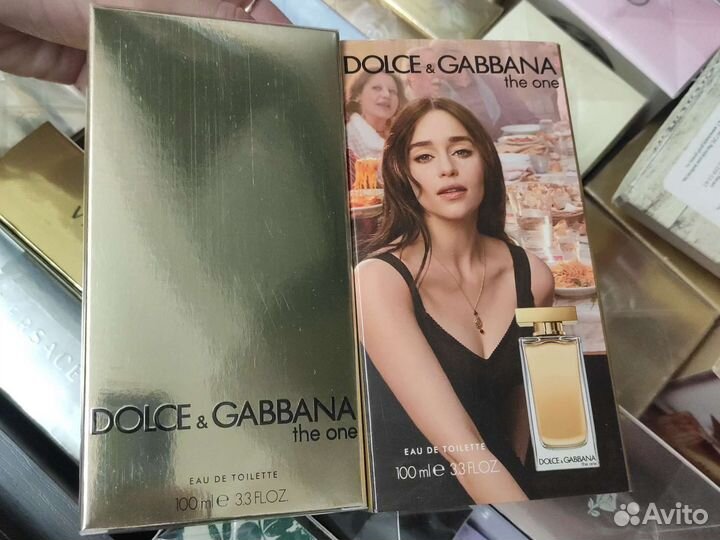 DOLCE & GABBANA
the one
EAU DE TOILETTE
100 ml e 3.3 FL.OZ.
DOLCE & GABBANA
the one
EAU DE TOILETTE
100 ml e 3.3 FL.OZ.
DOLCE & GABBANA
the one
VERSACE
Avito